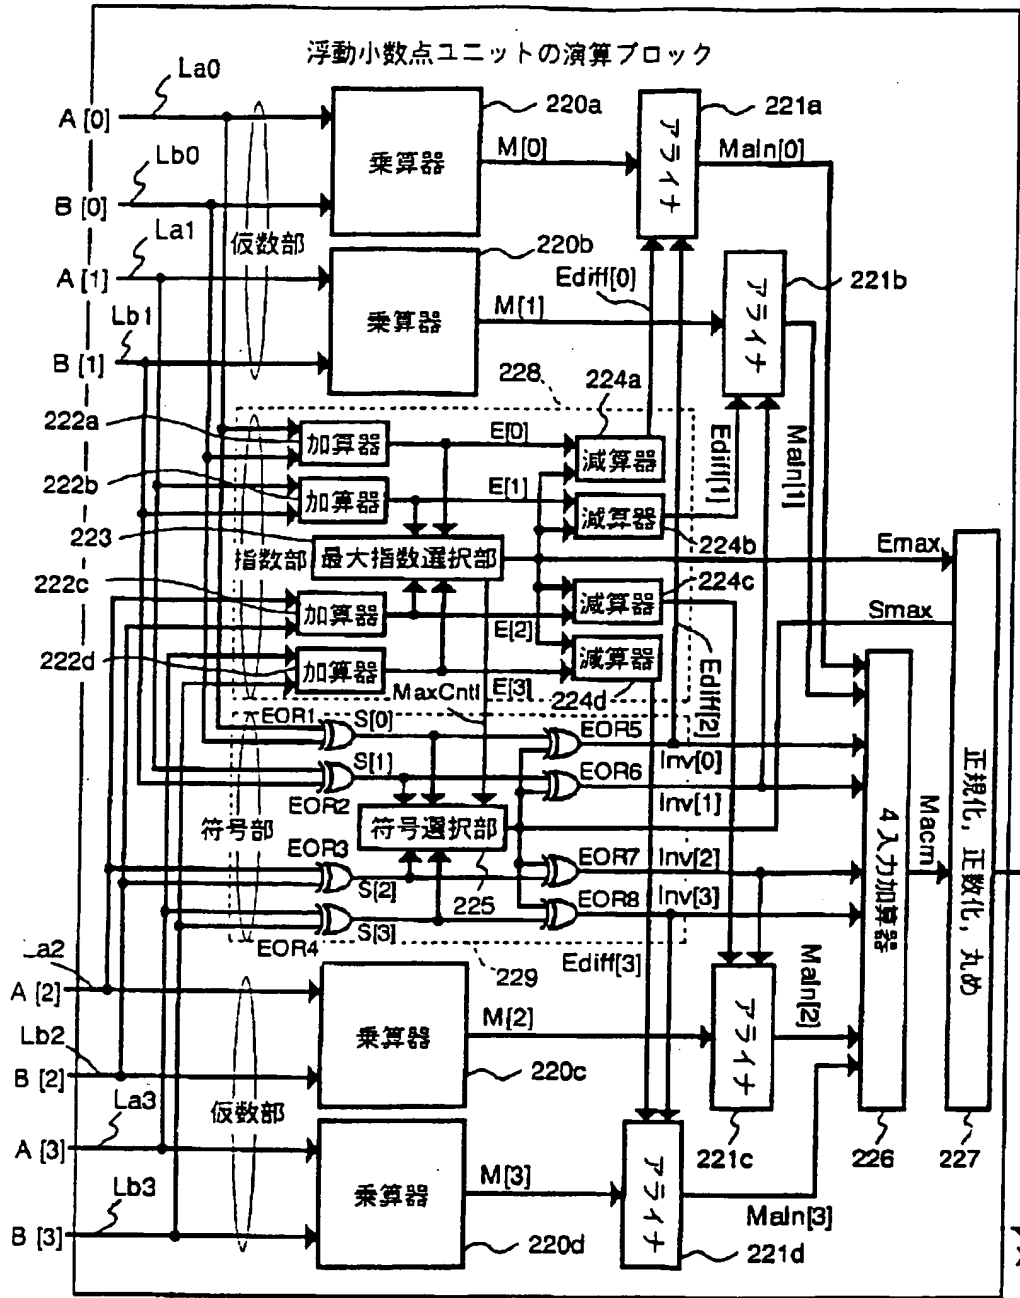 浮動小数点ユニットの演算ブロック
La0
A [0]
220a
乗算器
M[0]
221a
アライナ
Maln[0]
Lb0
B [0]
仮数部
La1
A [1]
220b
乗算器
M[1]
Ediff[0]
221b
アライナ
Lb1
B [1]
228
224a
222a
加算器
E[0]
減算器
Ediff[1]
Maln[1]
222b
加算器
E[1]
減算器
224b
223
指数部
最大指数選択部
Emax
222c
加算器
E[2]
減算器
224c
Smax
222d
加算器
E[3]
減算器
224d
Ediff[2]
MaxCntl
EOR1
S[0]
EOR5
Inv[0]
S[1]
EOR2
EOR6
Inv[1]
符号部
符号選択部
EOR3
S[2]
225
EOR7
Inv[2]
EOR8
Inv[3]
EOR4
S[3]
229
Ediff[3]
4入力加算器
Macm
正規化, 正数化, 丸め
226
227
La2
A [2]
乗算器
M[2]
220c
アライナ
Maln[2]
221c
Lb2
B [2]
仮数部
La3
A [3]
乗算器
M[3]
220d
アライナ
Maln[3]
221d
Lb3
B [3]